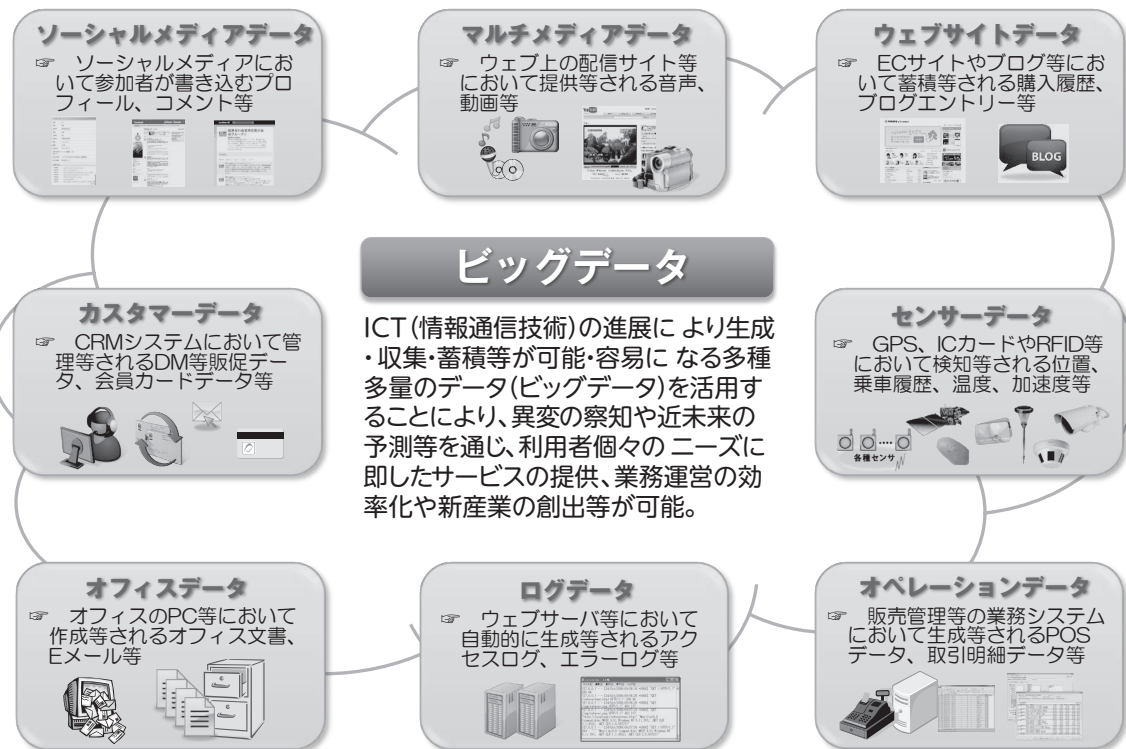 ソーシャルメディアデータ
☞ ソーシャルメディアにお
いて参加者が書き込むプロ
フィール、コメント等
マルチメディアデータ
☞ ウェブ上の配信サイト等
において提供等される音声、
動画等
ウェブサイトデータ
☞ ECサイトやブログ等にお
いて蓄積等される購入履歴、
ブログエントリー等
BLOG
ビッグデータ
ICT(情報通信技術)の進展に より生成
・収集・蓄積等が可能・容易に なる多種
多量のデータ(ビッグデータ)を活用す
ることにより、異変の察知や近未来の
予測等を通じ、利用者個々の ニーズに
即したサービスの提供、業務運営の効
率化や新産業の創出等が可能。
カスタマーデータ
☞ CRMシステムにおいて管
理等されるDM等販促デー
タ、会員カードデータ等
センサーデータ
☞ GPS、ICカードやRFID等
において検知等される位置、
乗車履歴、温度、加速度等
各種センサ
オフィスデータ
☞ オフィスのPC等において
作成等されるオフィス文書、
Eメール等
ログデータ
☞ ウェブサーバ等において
自動的に生成等されるアク
セスログ、エラーログ等
オペレーションデータ
☞ 販売管理等の業務システム
において生成等されるPOS
データ、取引明細データ等